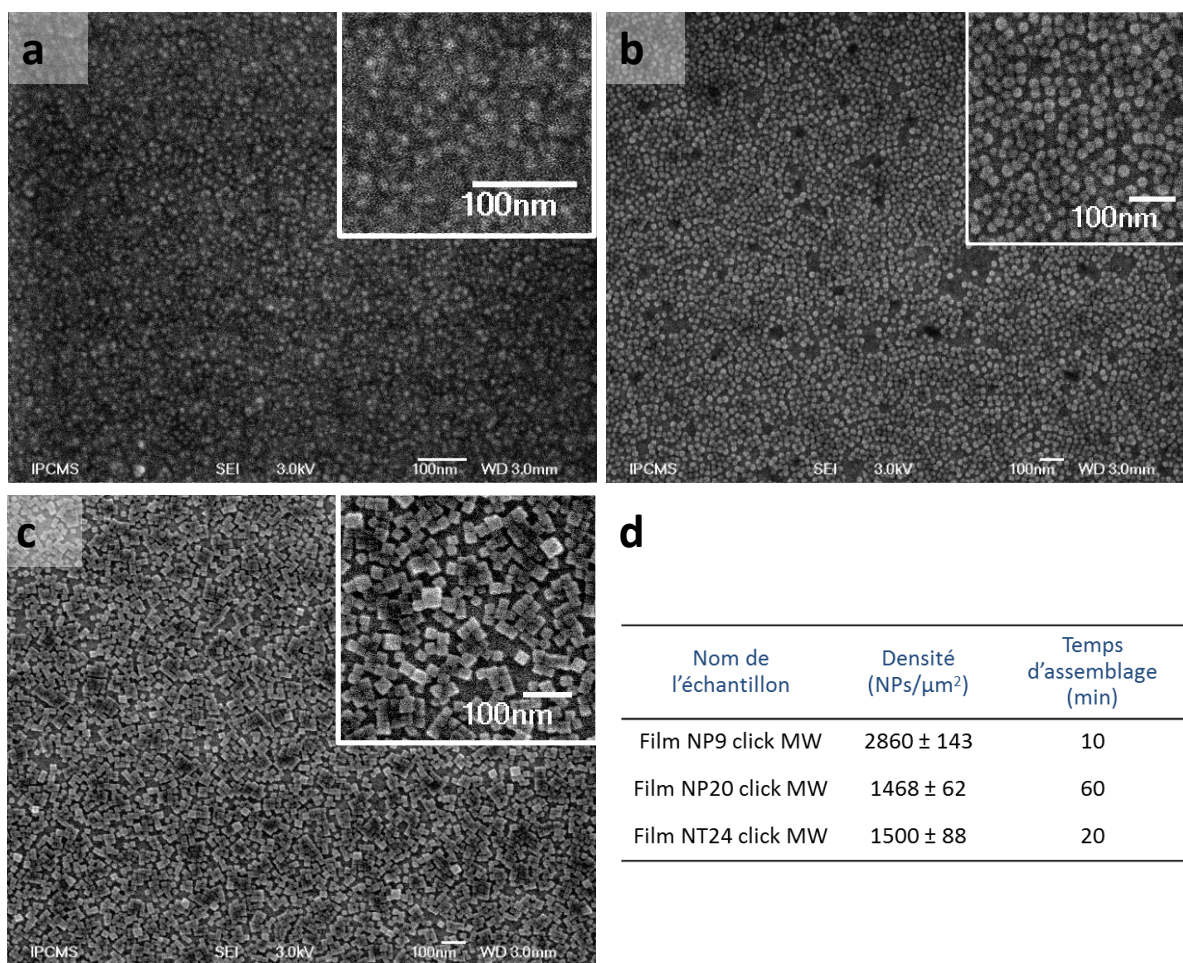 a
100nm
IPCMS SEI 3.0kV 100nm WD 3.0mm
b
100nm
IPCMS SEI 3.0kV 100nm WD 3.0mm
c
100nm
IPCMS SEI 3.0kV 100nm WD 3.0mm
d
Nom de l’échantillon Densité (NPs/µm²) Temps d’assemblage (min)
Film NP9 click MW 2860 ± 143 10
Film NP20 click MW 1468 ± 62 60
Film NT24 click MW 1500 ± 88 20